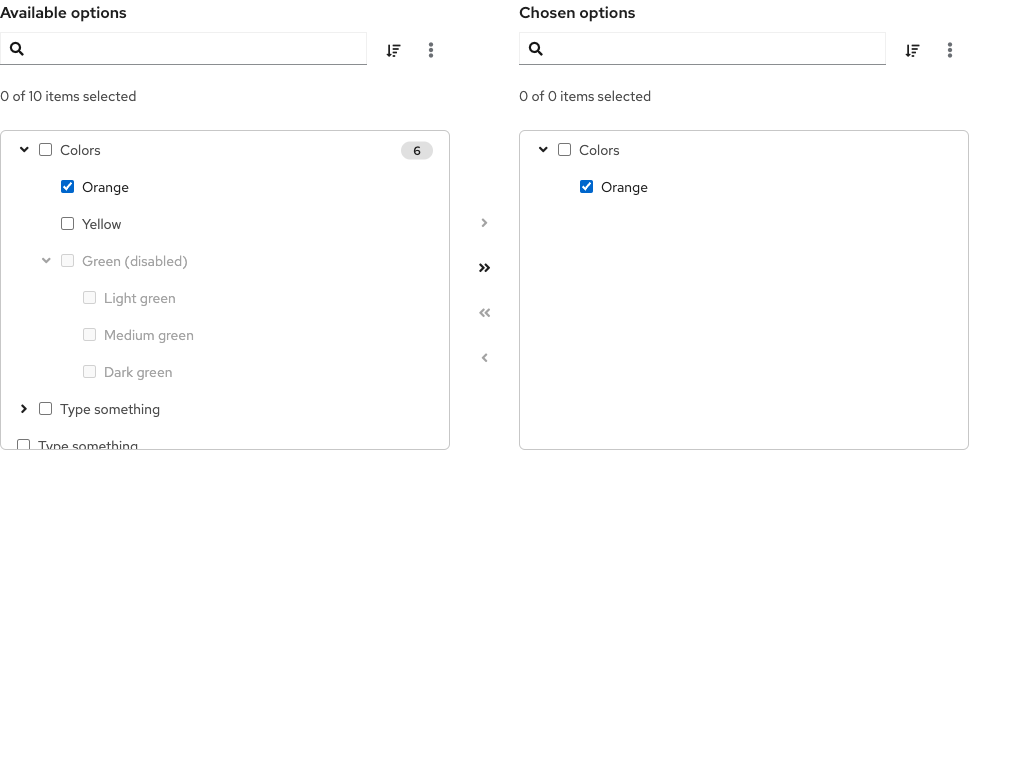 Available options
0 of 10 items selected
Colors
6
Orange
Yellow
Green (disabled)
Light green
Medium green
Dark green
Type something
Type something
Chosen options
0 of 0 items selected
Colors
Orange